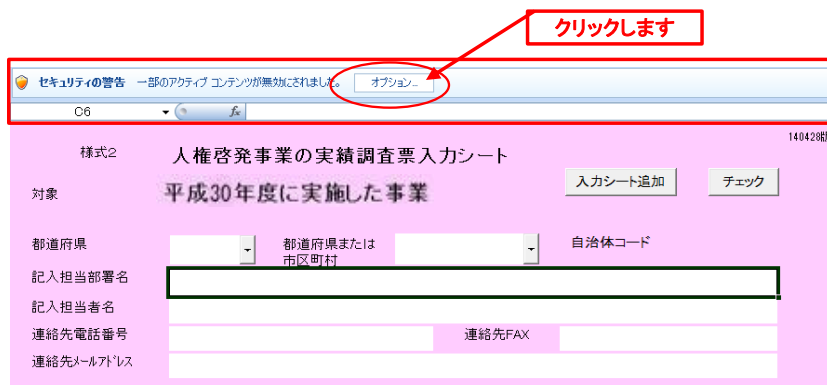 クリックします
セキュリティの警告 一部のアクティブ コンテンツが無効にされました。 オプション...
C6 fx
140428版
様式2 人権啓発事業の実績調査票入力シート
対象 平成30年度に実施した事業 入力シート追加 チェック
都道府県 都道府県または 自治体コード
市区町村
記入担当部署名
記入担当者名
連絡先電話番号 連絡先FAX
連絡先メールアドレス